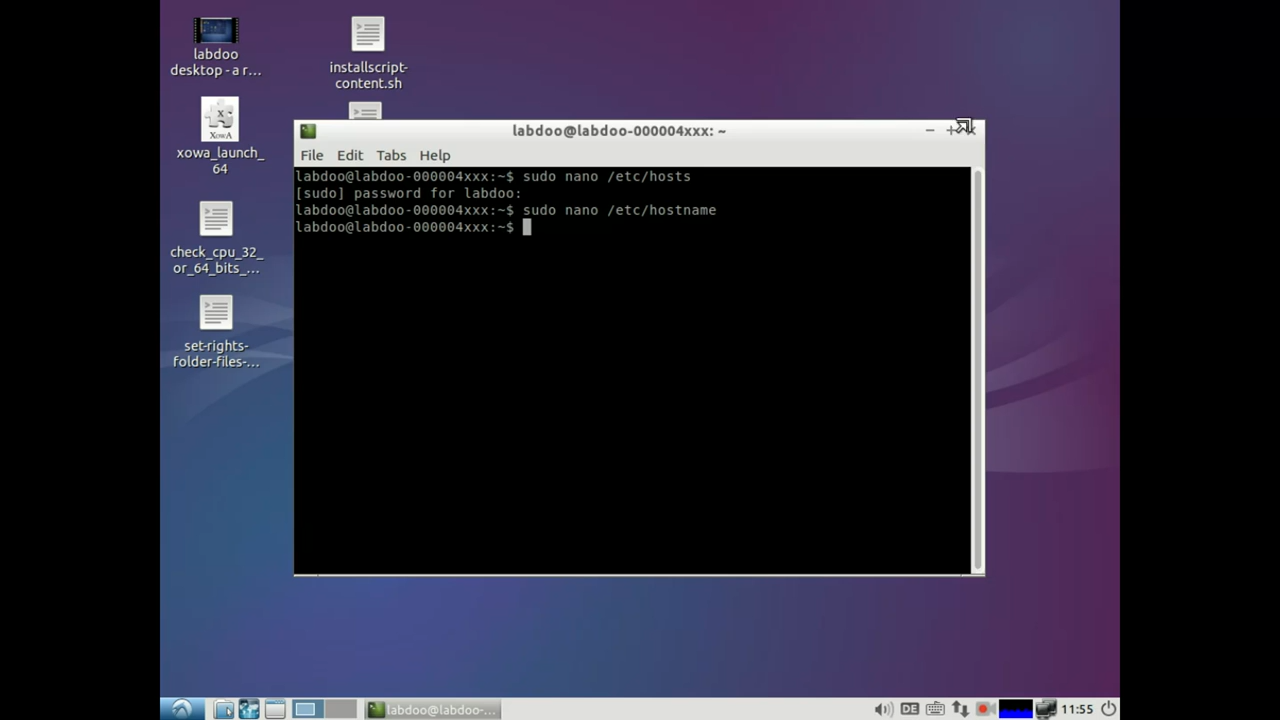 labdoo
desktop - a r...
installscript-
content.sh
XOWA
xowa_launch_
64
check_cpu_32_
or_64_bits_...
set-rights-
folder-files-...
labdoo@labdoo-000004xxx: ~
File Edit Tabs Help
labdoo@labdoo-000004xxx:~$ sudo nano /etc/hosts
[sudo] password for labdoo:
labdoo@labdoo-000004xxx:~$ sudo nano /etc/hostname
labdoo@labdoo-000004xxx:~$
labdoo@labdoo-...
DE
11:55